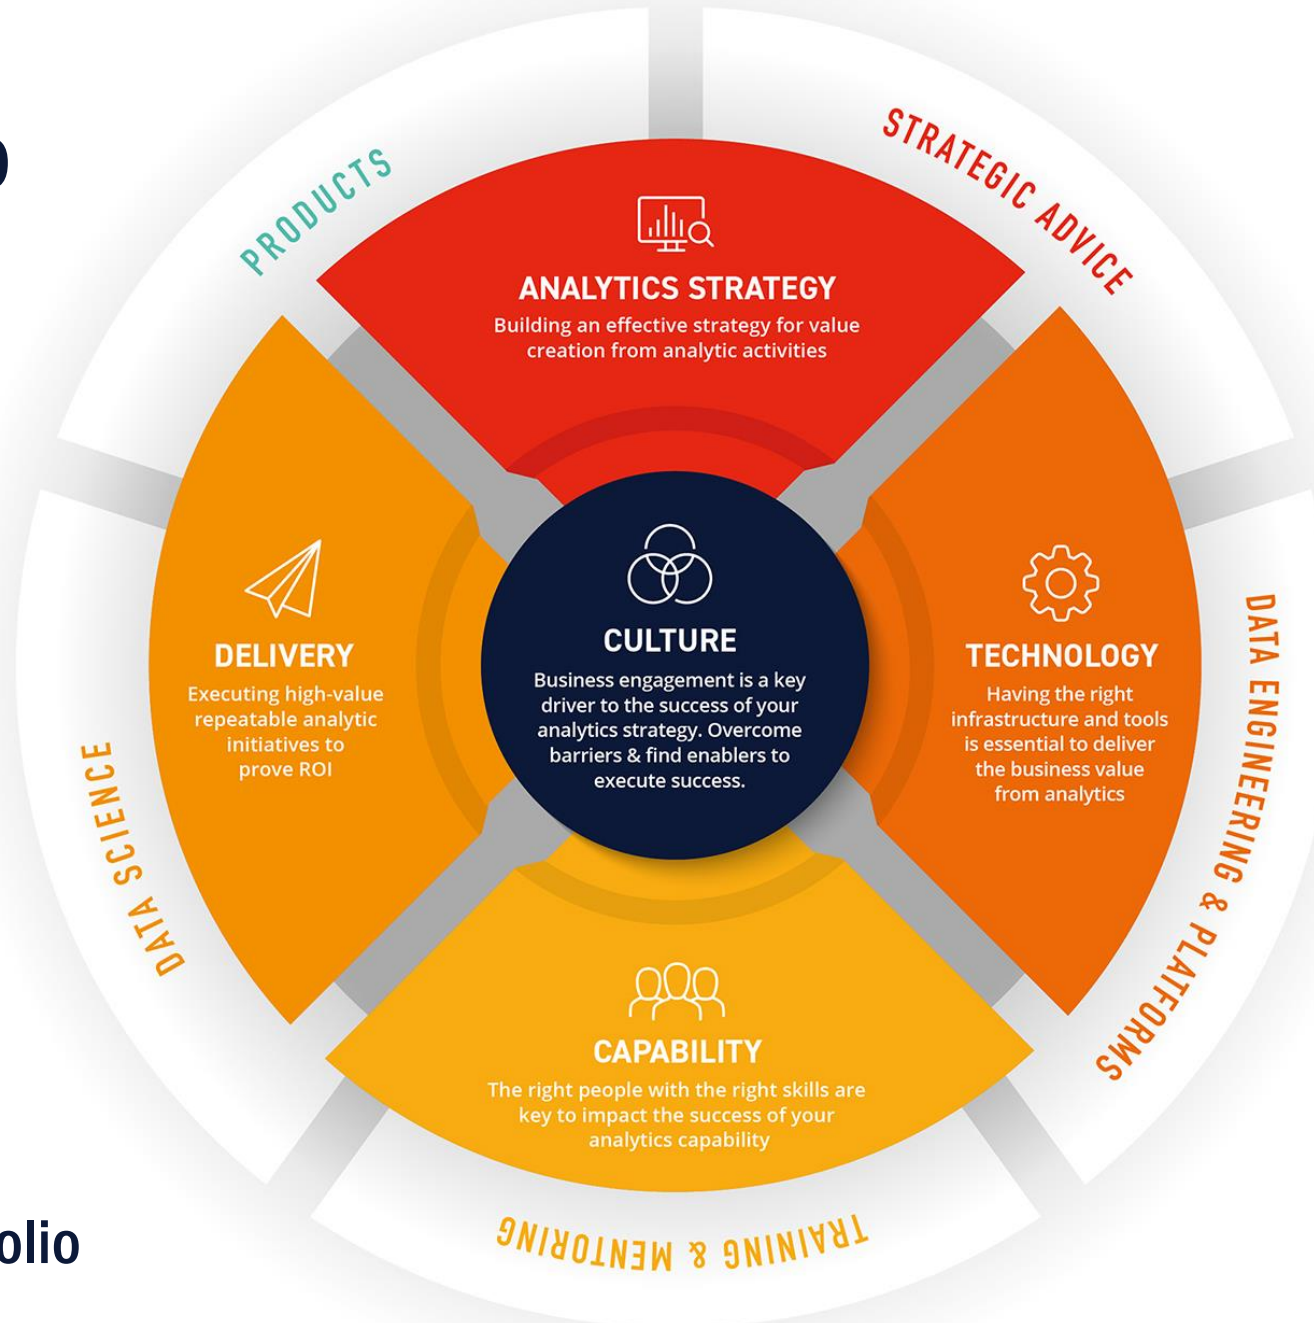 PRODUCTS
STRATEGIC ADVICE
ANALYTICS STRATEGY
Building an effective strategy for value
creation from analytic activities
DELIVERY
Executing high-value
repeatable analytic
initiatives to
prove ROI
CULTURE
Business engagement is a key
driver to the success of your
analytics strategy. Overcome
barriers & find enablers to
execute success.
TECHNOLOGY
Having the right
infrastructure and tools
is essential to deliver
the business value
from analytics
DATA ENGINEERING & PLATFORMS
DATA SCIENCE
CAPABILITY
The right people with the right skills are
key to impact the success of your
analytics capability
TRAINING & MENTORING
olio